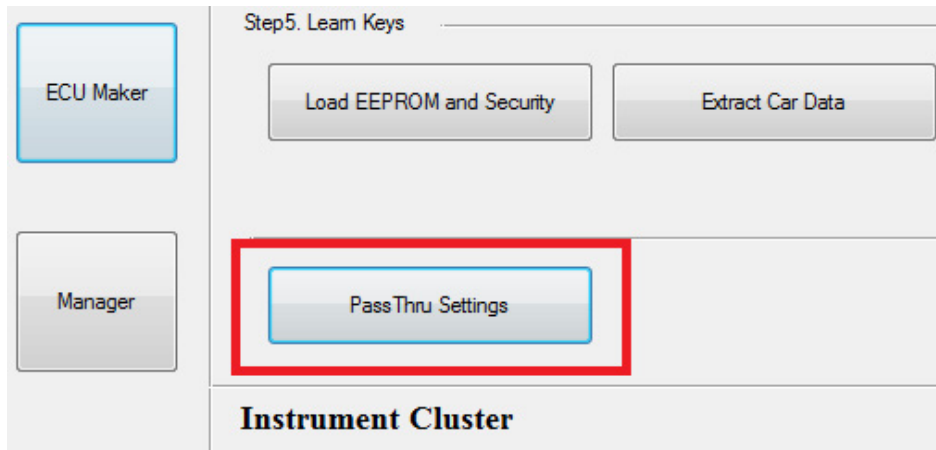 Step5. Learn Keys
ECU Maker
Load EEPROM and Security
Extract Car Data
Manager
PassThru Settings
Instrument Cluster